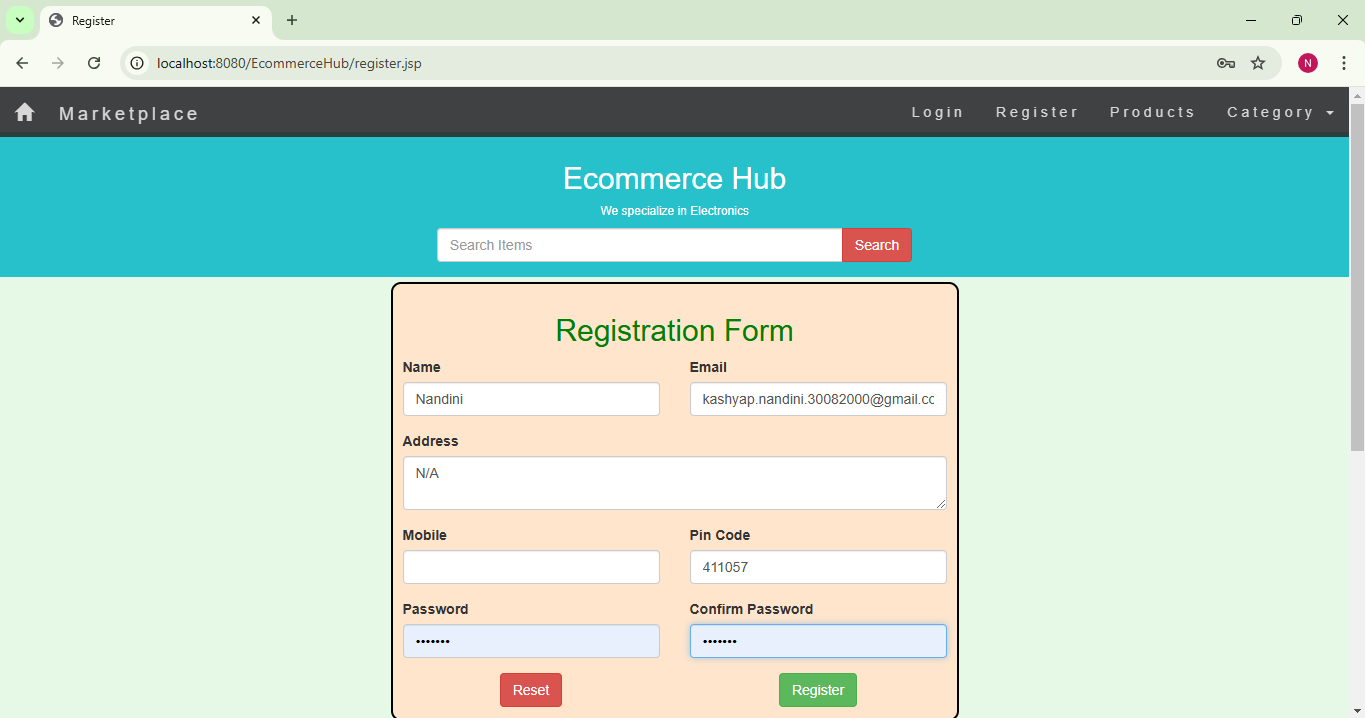 Register
localhost:8080/EcommerceHub/register.jsp
N
Marketplace Login Register Products Category
Ecommerce Hub
We specialize in Electronics
Search Items Search
Registration Form
Name Email
Nandini kashyap.nandini.30082000@gmail.cc
Address
N/A
Mobile Pin Code
411057
Password Confirm Password
••••••• •••••••
Reset Register